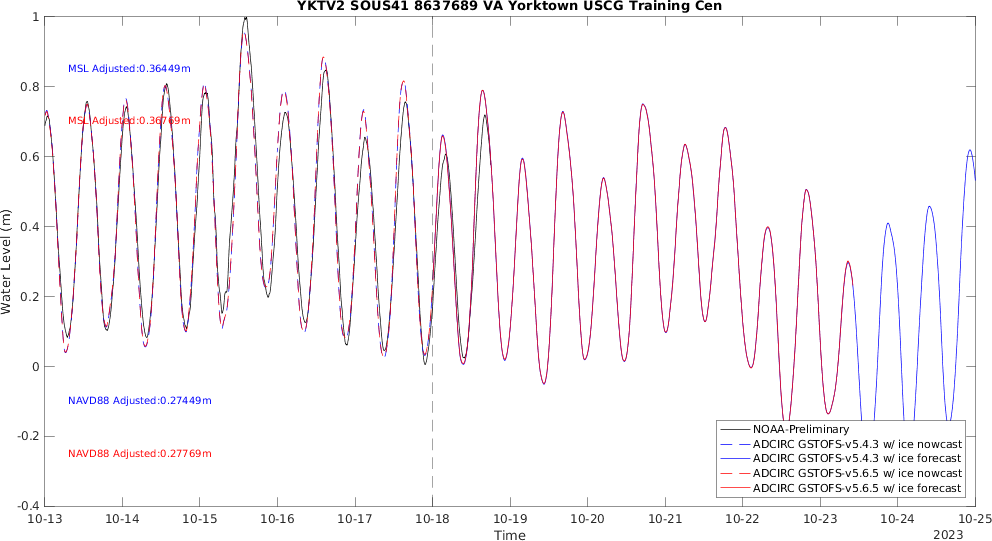 YKTV2 SOUS41 8637689 VA Yorktown USCG Training Cen
1
0.8
0.6
0.4
0.2
0
-0.2
-0.4
Water Level (m)
MSL Adjusted:0.36449m
MSL Adjusted:0.36769m
NAVD88 Adjusted:0.27449m
NAVD88 Adjusted:0.27769m
NOAA-Preliminary
ADCIRC GSTOFS-v5.4.3 w/ ice nowcast
ADCIRC GSTOFS-v5.4.3 w/ ice forecast
ADCIRC GSTOFS-v5.6.5 w/ ice nowcast
ADCIRC GSTOFS-v5.6.5 w/ ice forecast
10-13 10-14 10-15 10-16 10-17 10-18 10-19 10-20 10-21 10-22 10-23 10-24 10-25
Time
2023